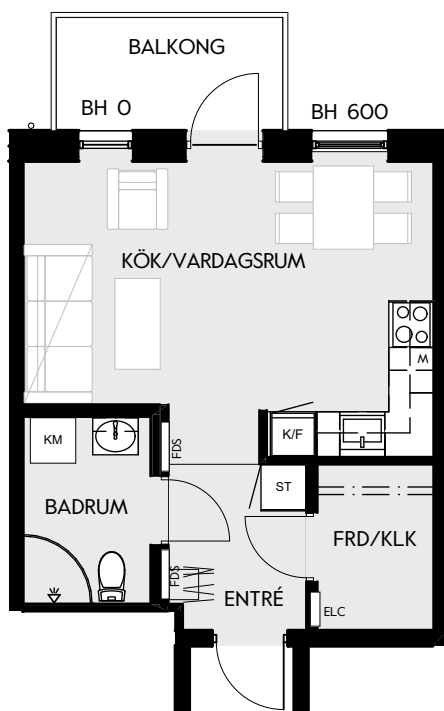 BALKONG
BH 0
BH 600
KÖK/VARDAGSRUM
M
K/F
KM
FDS
ST
BADRUM
FRD/KLK
FDS
ENTRÉ
ELC